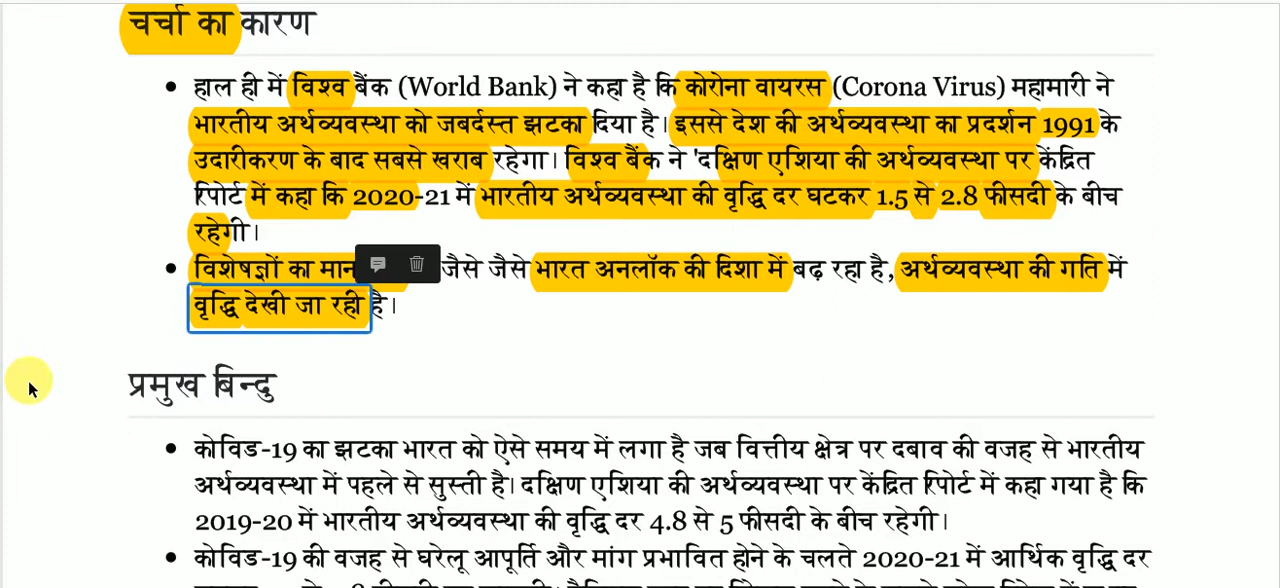 चर्चा का कारण
• हाल ही में विश्व बैंक (World Bank) ने कहा है कि कोरोना वायरस (Corona Virus) महामारी ने
भारतीय अर्थव्यवस्था को जबर्दस्त झटका दिया है। इससे देश की अर्थव्यवस्था का प्रदर्शन 1991 के
उदारीकरण के बाद सबसे खराब रहेगा। विश्व बैंक ने 'दक्षिण एशिया की अर्थव्यवस्था पर केंद्रित
रिपोर्ट में कहा कि 2020-21 में भारतीय अर्थव्यवस्था की वृद्धि दर घटकर 1.5 से 2.8 फीसदी के बीच
रहेगी।
• विशेषज्ञों का मान जैसे जैसे भारत अनलॉक की दिशा में बढ़ रहा है, अर्थव्यवस्था की गति में
वृद्धि देखी जा रही है।
प्रमुख बिन्दु
• कोविड-19 का झटका भारत को ऐसे समय में लगा है जब वित्तीय क्षेत्र पर दबाव की वजह से भारतीय
अर्थव्यवस्था में पहले से सुस्ती है। दक्षिण एशिया की अर्थव्यवस्था पर केंद्रित रिपोर्ट में कहा गया है कि
2019-20 में भारतीय अर्थव्यवस्था की वृद्धि दर 4.8 से 5 फीसदी के बीच रहेगी।
• कोविड-19 की वजह से घरेलू आपूर्ति और मांग प्रभावित होने के चलते 2020-21 में आर्थिक वृद्धि दर